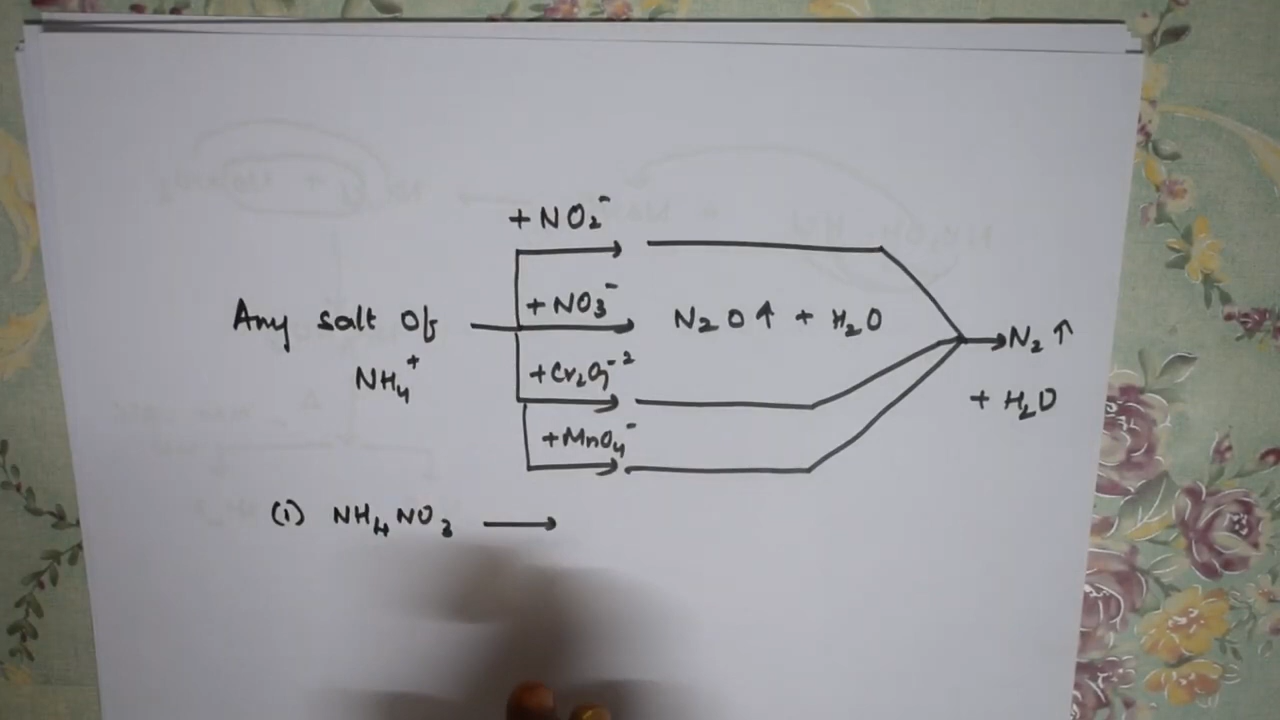 + NO₂⁻
+ NO₃⁻
Any salt Of
NH₄⁺
N₂O↑ + H₂O
N₂↑
+ H₂O
+ Cr₂O₇⁻²
+ MnO₄⁻
(i) NH₄NO₃ →